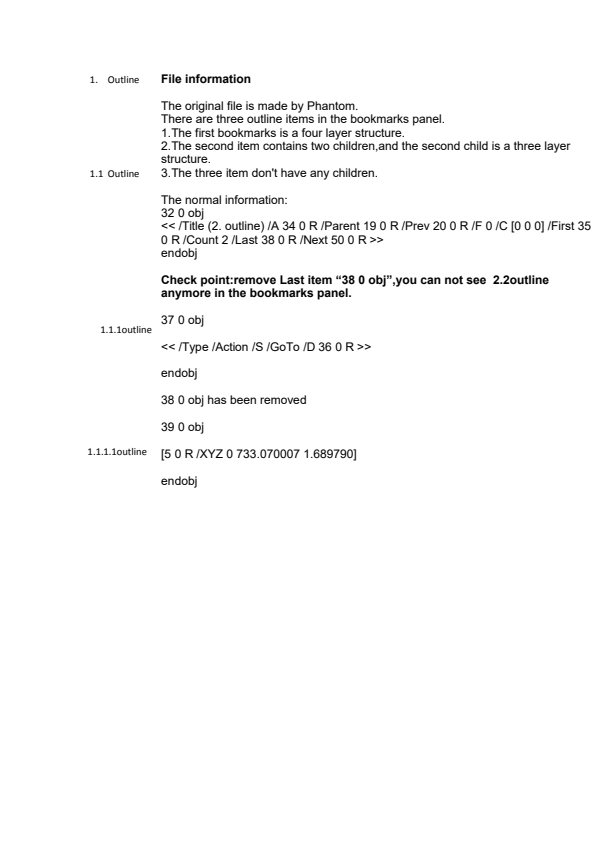 1. Outline File information
The original file is made by Phantom.
There are three outline items in the bookmarks panel.
1.The first bookmarks is a four layer structure.
2.The second item contains two children,and the second child is a three layer
structure.
1.1 Outline 3.The three item don't have any children.
The normal information:
32 0 obj
<< /Title (2. outline) /A 34 0 R /Parent 19 0 R /Prev 20 0 R /F 0 /C [0 0 0] /First 35
0 R /Count 2 /Last 38 0 R /Next 50 0 R >>
endobj
Check point:remove Last item “38 0 obj”,you can not see 2.2outline
anymore in the bookmarks panel.
37 0 obj
1.1.1outline
<< /Type /Action /S /GoTo /D 36 0 R >>
endobj
38 0 obj has been removed
39 0 obj
1.1.1.1outline [5 0 R /XYZ 0 733.070007 1.689790]
endobj